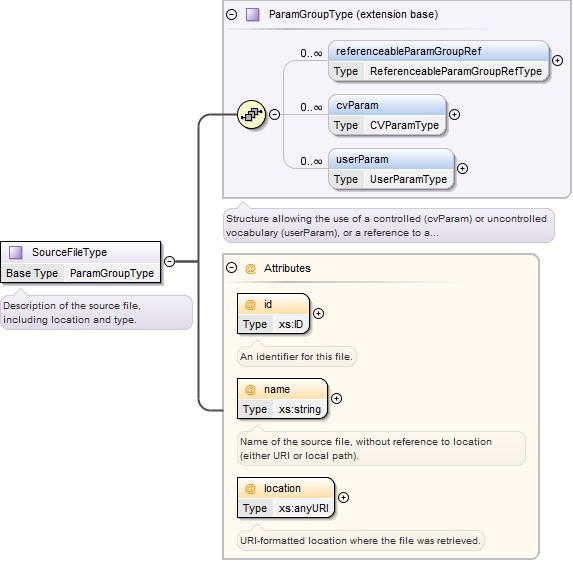 ParamGroupType (extension base)
0..∞
referenceableParamGroupRef
Type ReferenceableParamGroupRefType
0..∞
cvParam
Type CVParamType
0..∞
userParam
Type UserParamType
Structure allowing the use of a controlled (cvParam) or uncontrolled
vocabulary (userParam), or a reference to a...
SourceFileType
Base Type ParamGroupType
Description of the source file,
including location and type.
@ Attributes
@ id
Type xs:ID
An identifier for this file.
@ name
Type xs:string
Name of the source file, without reference to location
(either URI or local path).
@ location
Type xs:anyURI
URI-formatted location where the file was retrieved.